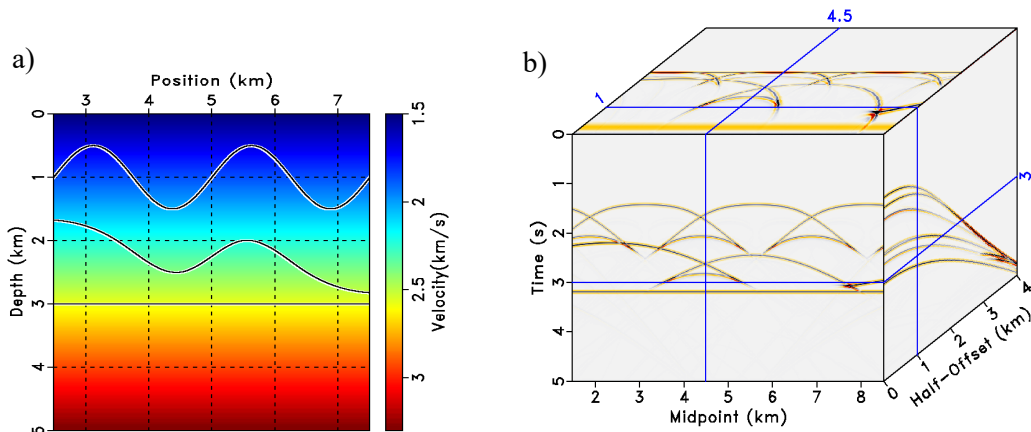 a)
Position (km)
3 4 5 6 7
0
1
2
3
4
5
Depth (km)
1.5
2
2.5
3
Velocity(km/s)
b)
4.5
1
3
0
1
2
3
4
5
Time (s)
2 3 4 5 6 7 8
Midpoint (km)
0 1 2 3 4
Half-Offset (km)